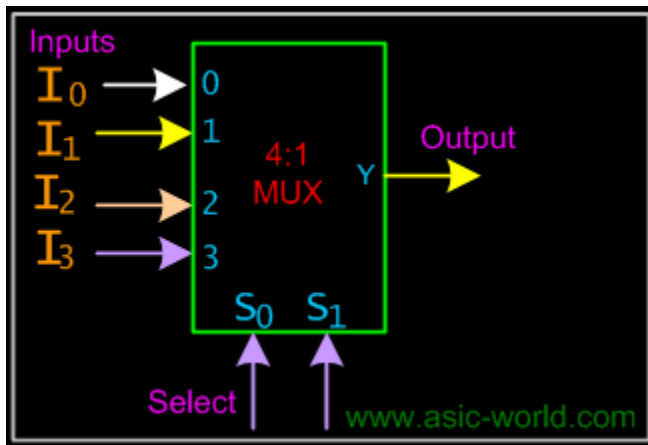 Inputs
I0 0
I1 1
4:1
MUX
Y
Output
I2 2
I3 3
S0 S1
Select
www.asic-world.com